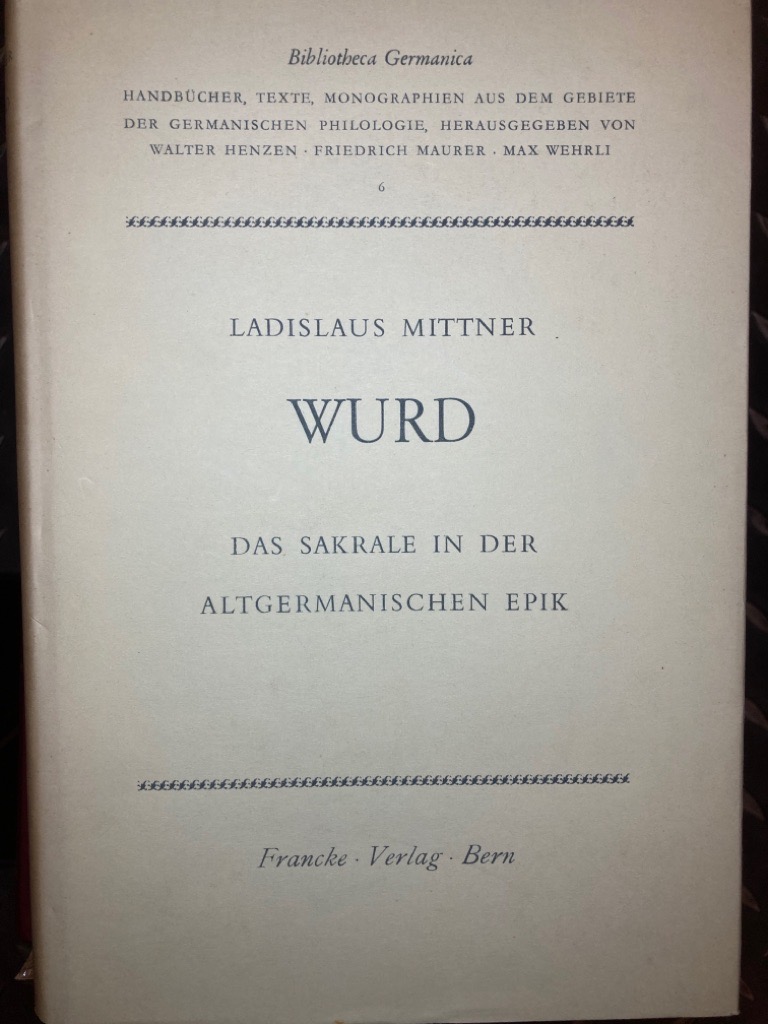 Bibliotheca Germanica
HANDBÜCHER, TEXTE, MONOGRAPHIEN AUS DEM GEBIETE
DER GERMANISCHEN PHILOLOGIE, HERAUSGEGEBEN VON
WALTER HENZEN · FRIEDRICH MAURER · MAX WEHRLI
6
LADISLAUS MITTNER
WURD
DAS SAKRALE IN DER
ALTGERMANISCHEN EPIK
Francke · Verlag · Bern